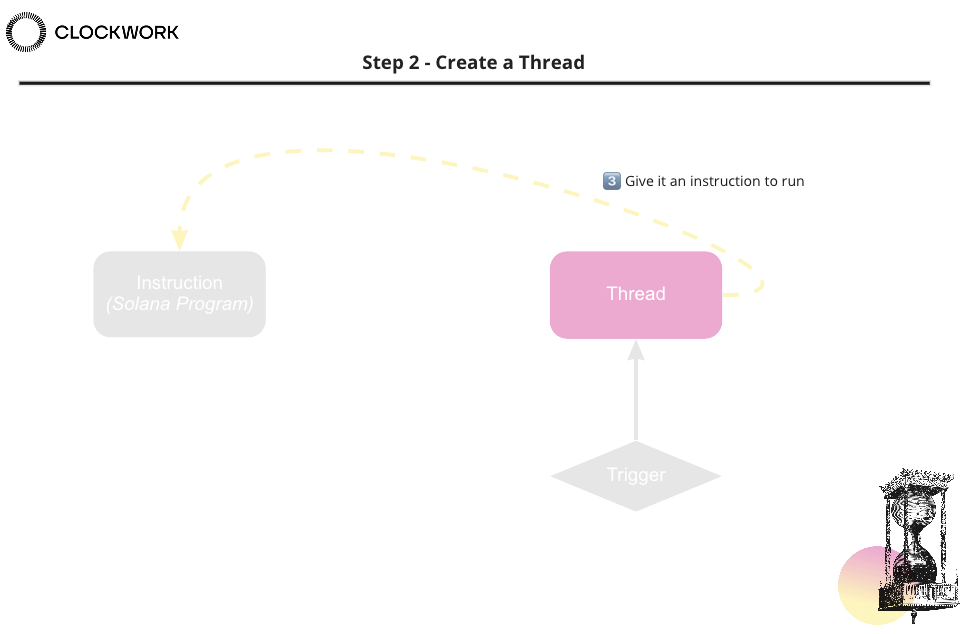 CLOCKWORK
Step 2 - Create a Thread
3 Give it an instruction to run
Instruction
(Solana Program)
Thread
Trigger